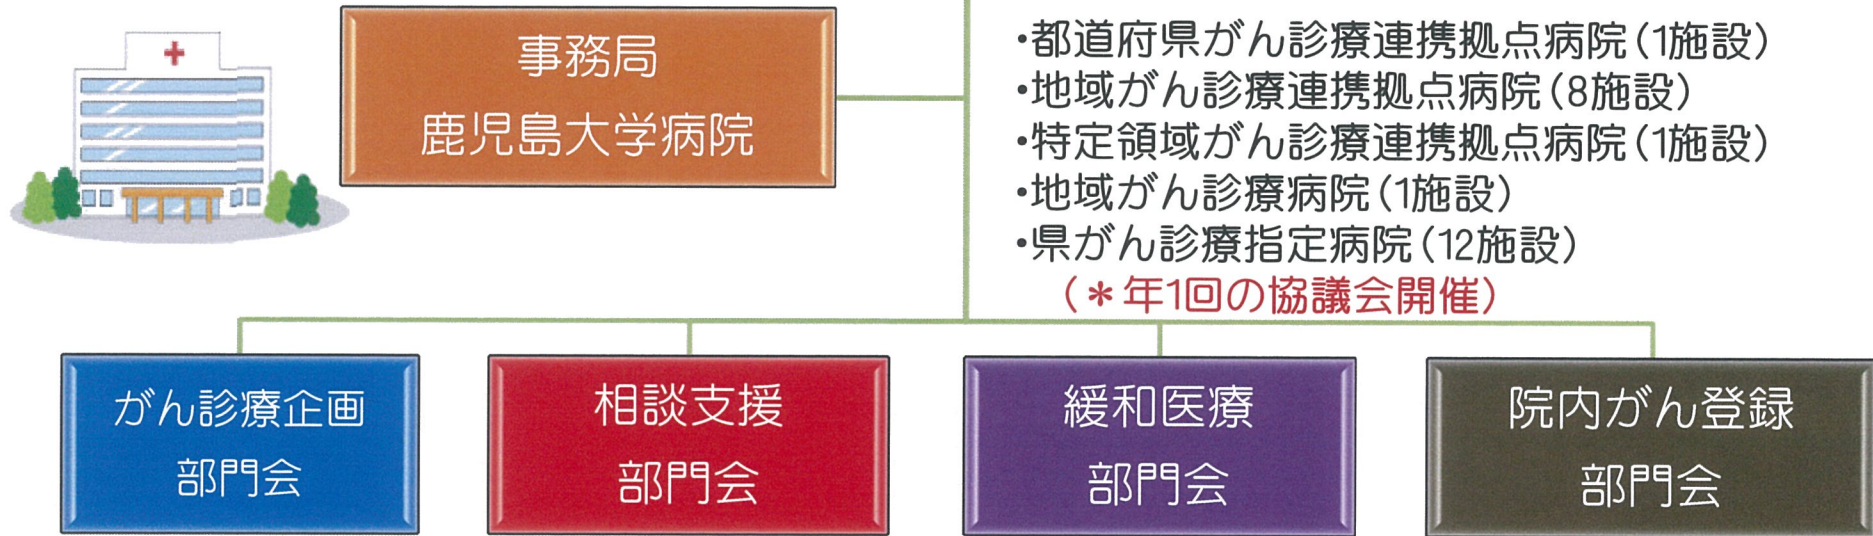 事務局
鹿児島大学病院
・都道府県がん診療連携拠点病院(1施設)
・地域がん診療連携拠点病院(8施設)
・特定領域がん診療連携拠点病院(1施設)
・地域がん診療病院(1施設)
・県がん診療指定病院(12施設)
(＊年1回の協議会開催)
がん診療企画
部門会
相談支援
部門会
緩和医療
部門会
院内がん登録
部門会